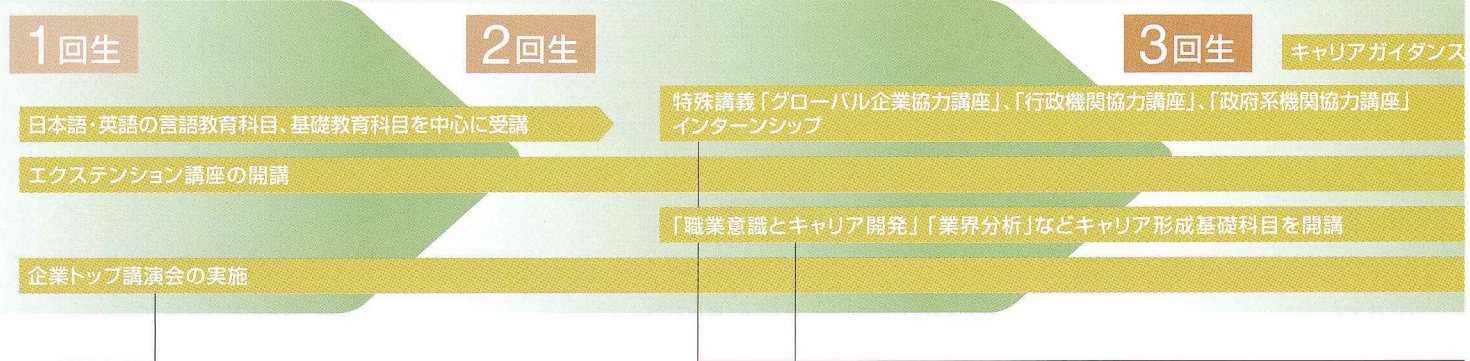 1回生
2回生
3回生
キャリアガイダンス
日本語・英語の言語教育科目、基礎教育科目を中心に受講
特殊講義「グローバル企業協力講座」、「行政機関協力講座」、「政府系機関協力講座」
インターンシップ
エクステンション講座の開講
「職業意識とキャリア開発」「業界分析」などキャリア形成基礎科目を開講
企業トップ講演会の実施